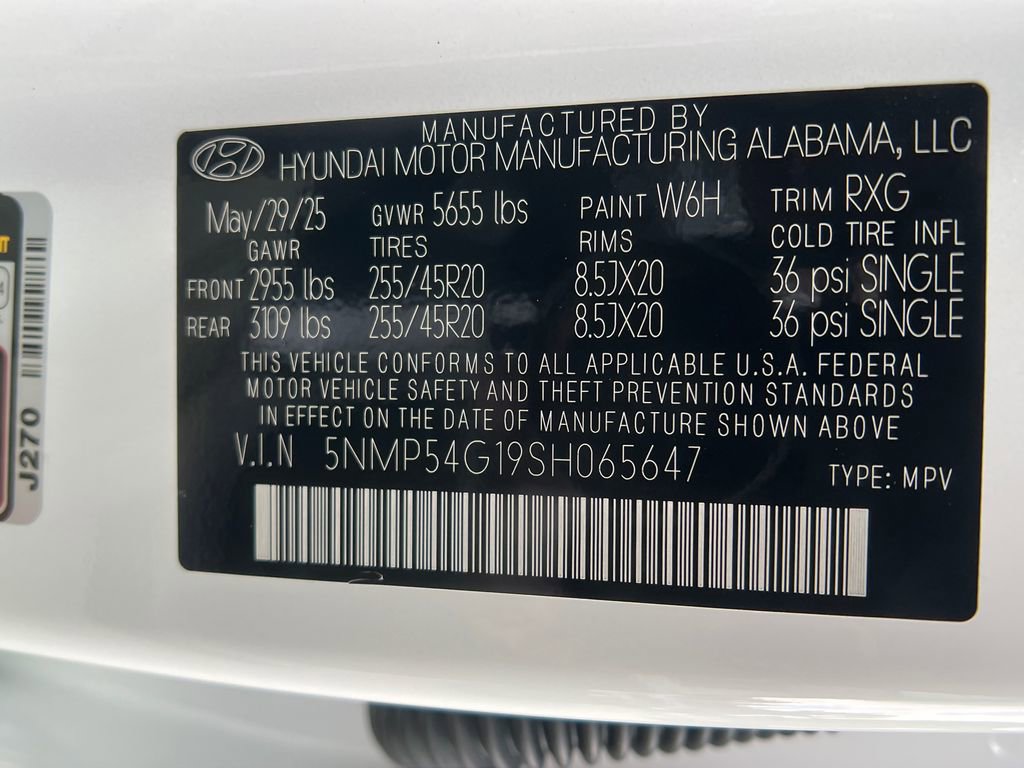 MANUFACTURED BY
HYUNDAI MOTOR MANUFACTURING ALABAMA, LLC
May/29/25 GVWR 5655 lbs PAINT W6H TRIM RXG
GAWR TIRES RIMS COLD TIRE INFL
FRONT 2955 lbs 255/45R20 8.5JX20 36 psi SINGLE
REAR 3109 lbs 255/45R20 8.5JX20 36 psi SINGLE
THIS VEHICLE CONFORMS TO ALL APPLICABLE U.S.A. FEDERAL
MOTOR VEHICLE SAFETY AND THEFT PREVENTION STANDARDS
IN EFFECT ON THE DATE OF MANUFACTURE SHOWN ABOVE
V.I.N 5NMP54G19SH065647 TYPE: MPV
J270